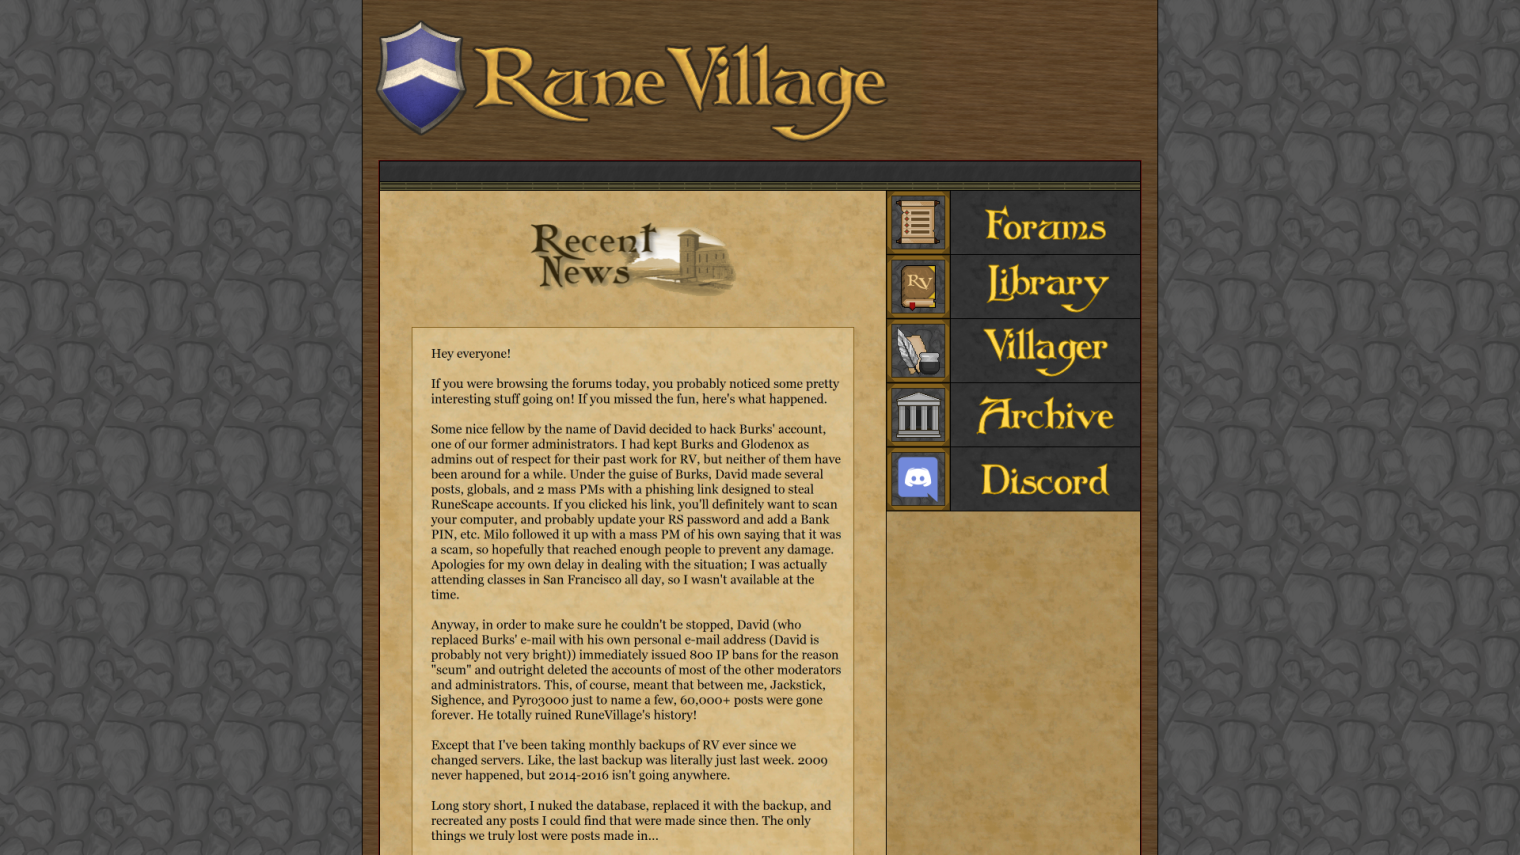 Rune Village
Recent
News
Forums
Library
RV
Villager
Archive
Discord
Hey everyone!
If you were browsing the forums today, you probably noticed some pretty
interesting stuff going on! If you missed the fun, here's what happened.
Some nice fellow by the name of David decided to hack Burks' account,
one of our former administrators. I had kept Burks and Glodenox as
admins out of respect for their past work for RV, but neither of them have
been around for a while. Under the guise of Burks, David made several
posts, globals, and 2 mass PMs with a phishing link designed to steal
RuneScape accounts. If you clicked his link, you'll definitely want to scan
your computer, and probably update your RS password and add a Bank
PIN, etc. Milo followed it up with a mass PM of his own saying that it was
a scam, so hopefully that reached enough people to prevent any damage.
Apologies for my own delay in dealing with the situation; I was actually
attending classes in San Francisco all day, so I wasn't available at the
time.
Anyway, in order to make sure he couldn't be stopped, David (who
replaced Burks' e-mail with his own personal e-mail address (David is
probably not very bright)) immediately issued 800 IP bans for the reason
"scum" and outright deleted the accounts of most of the other moderators
and administrators. This, of course, meant that between me, Jackstick,
Sighence, and Pyro3000 just to name a few, 60,000+ posts were gone
forever. He totally ruined RuneVillage's history!
Except that I've been taking monthly backups of RV ever since we
changed servers. Like, the last backup was literally just last week. 2009
never happened, but 2014-2016 isn't going anywhere.
Long story short, I nuked the database, replaced it with the backup, and
recreated any posts I could find that were made since then. The only
things we truly lost were posts made in...